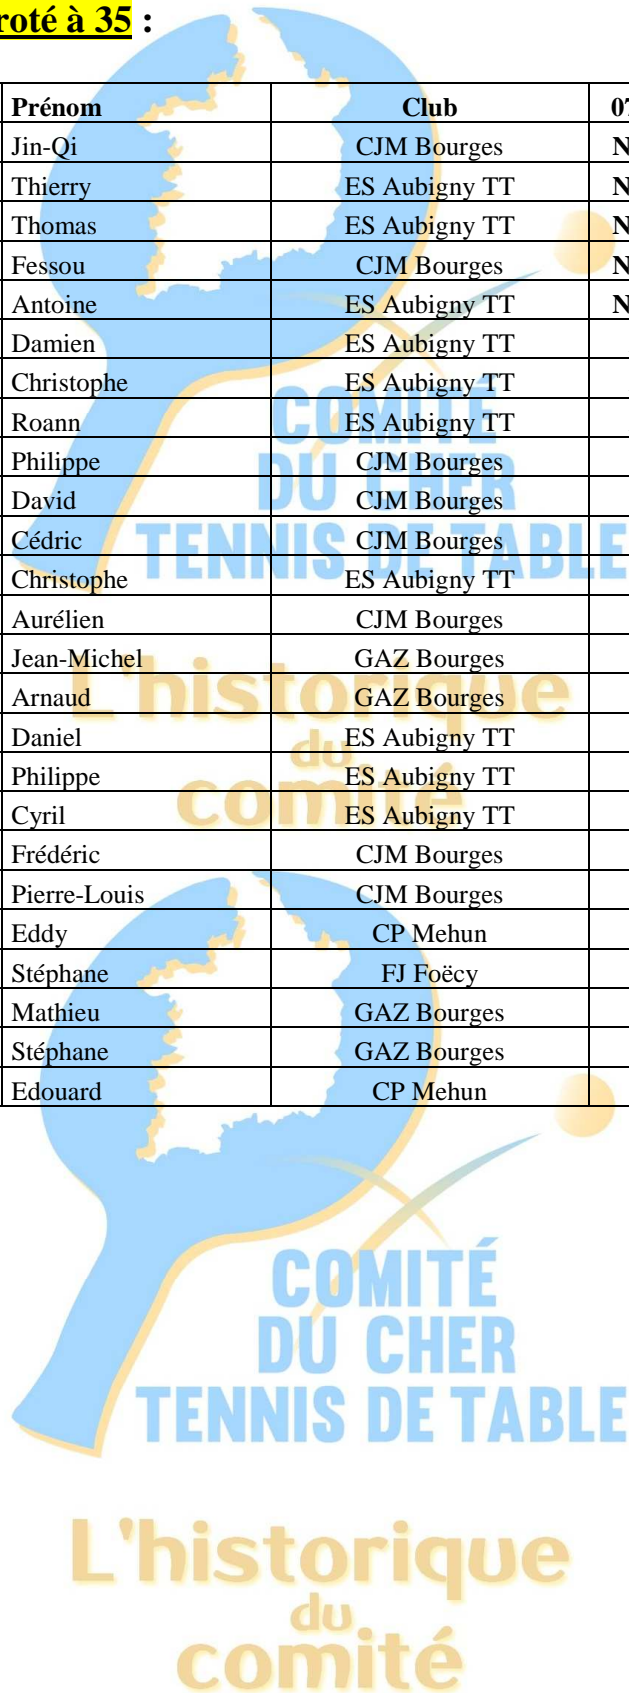 roté à 35 :
Prénom Club 07
Jin-Qi CJM Bourges N
Thierry ES Aubigny TT N
Thomas ES Aubigny TT N
Fessou CJM Bourges N
Antoine ES Aubigny TT N
Damien ES Aubigny TT
Christophe ES Aubigny TT
Roann ES Aubigny TT
Philippe CJM Bourges
David CJM Bourges
Cédric CJM Bourges
Christophe ES Aubigny TT
Aurélien CJM Bourges
Jean-Michel GAZ Bourges
Arnaud GAZ Bourges
Daniel ES Aubigny TT
Philippe ES Aubigny TT
Cyril ES Aubigny TT
Frédéric CJM Bourges
Pierre-Louis CJM Bourges
Eddy CP Mehun
Stéphane FJ Foëcy
Mathieu GAZ Bourges
Stéphane GAZ Bourges
Edouard CP Mehun
COMITÉ
DU CHER
TENNIS DE TABLE
L'historique
du
comité
COMITÉ
DU CHER
TENNIS DE TABLE
L'historique
du
comité